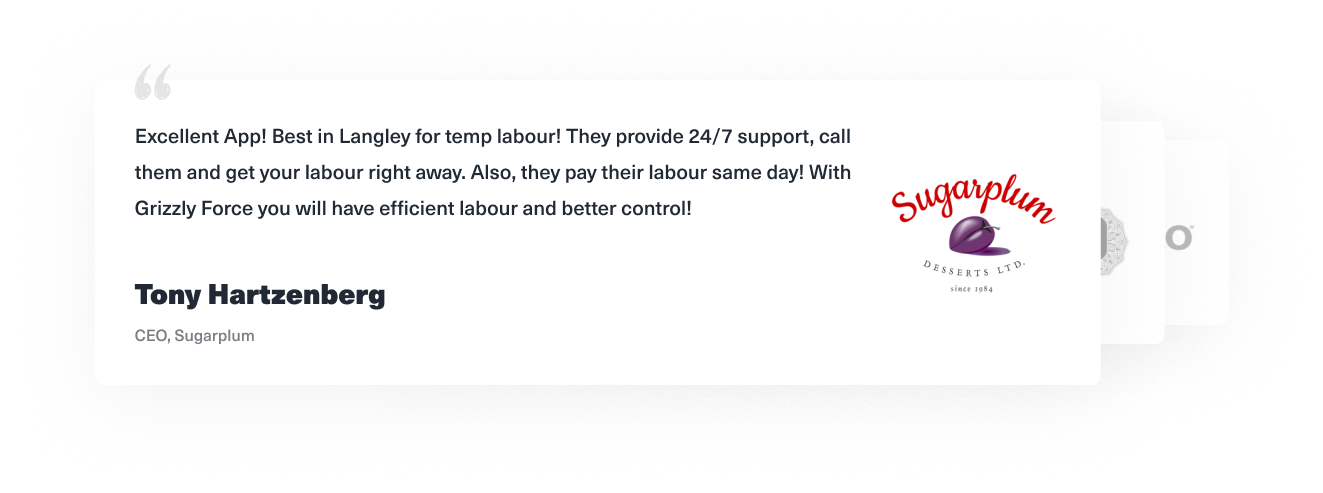 “
Excellent App! Best in Langley for temp labour! They provide 24/7 support, call
them and get your labour right away. Also, they pay their labour same day! With
Grizzly Force you will have efficient labour and better control!
Tony Hartzenberg
CEO, Sugarplum
Sugarplum
DESSERTS LTD.
since 1984
O